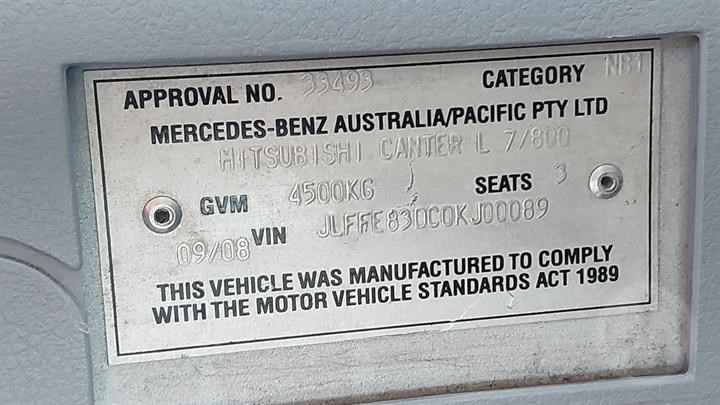 APPROVAL NO. 33493 CATEGORY NB1
MERCEDES-BENZ AUSTRALIA/PACIFIC PTY LTD
MITSUBISHI CANTER L 7/800
GVM 4500KG SEATS 3
09/08 VIN JLFFE83DC0KJ00089
THIS VEHICLE WAS MANUFACTURED TO COMPLY
WITH THE MOTOR VEHICLE STANDARDS ACT 1989